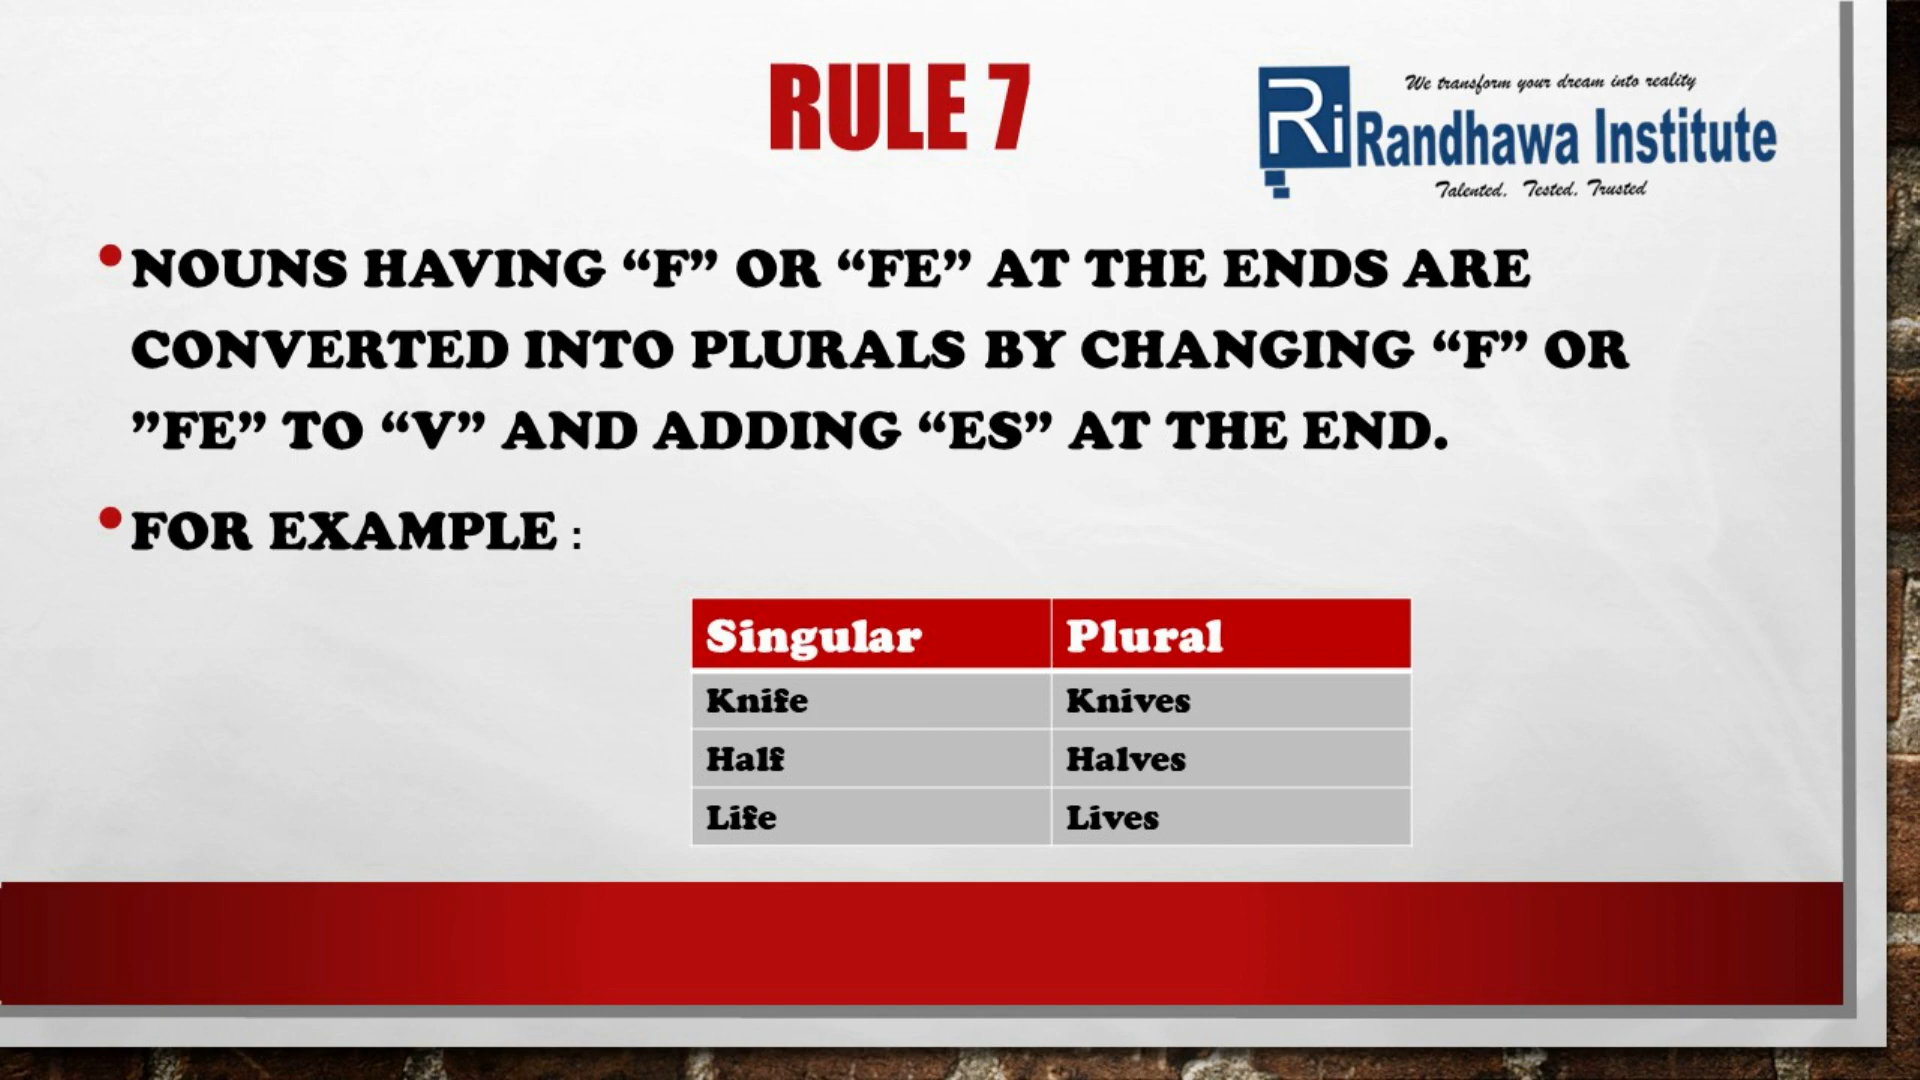 RULE 7
We transform your dream into reality
Ri Randhawa Institute
Talented. Tested. Trusted
•NOUNS HAVING “F” OR “FE” AT THE ENDS ARE
CONVERTED INTO PLURALS BY CHANGING “F” OR
”FE” TO “V” AND ADDING “ES” AT THE END.
•FOR EXAMPLE :
Singular Plural
Knife Knives
Half Halves
Life Lives